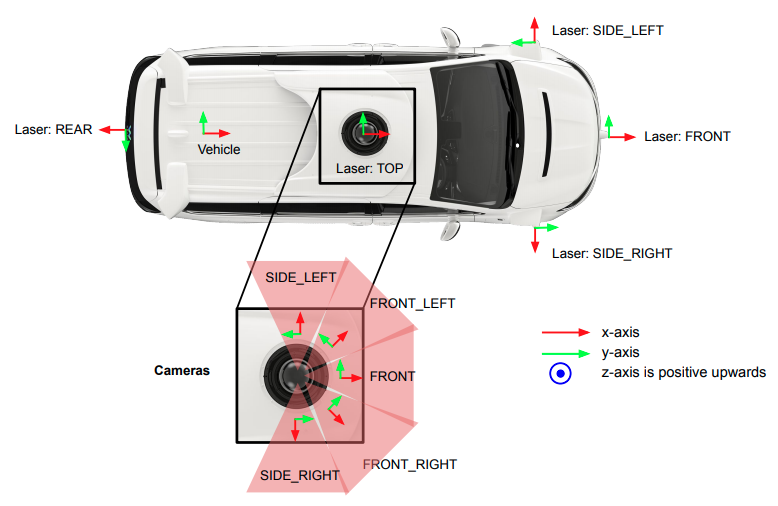 Laser: SIDE_LEFT
Laser: REAR
Vehicle
Laser: TOP
Laser: FRONT
Laser: SIDE_RIGHT
SIDE_LEFT
FRONT_LEFT
Cameras
FRONT
FRONT_RIGHT
SIDE_RIGHT
x-axis
y-axis
z-axis is positive upwards